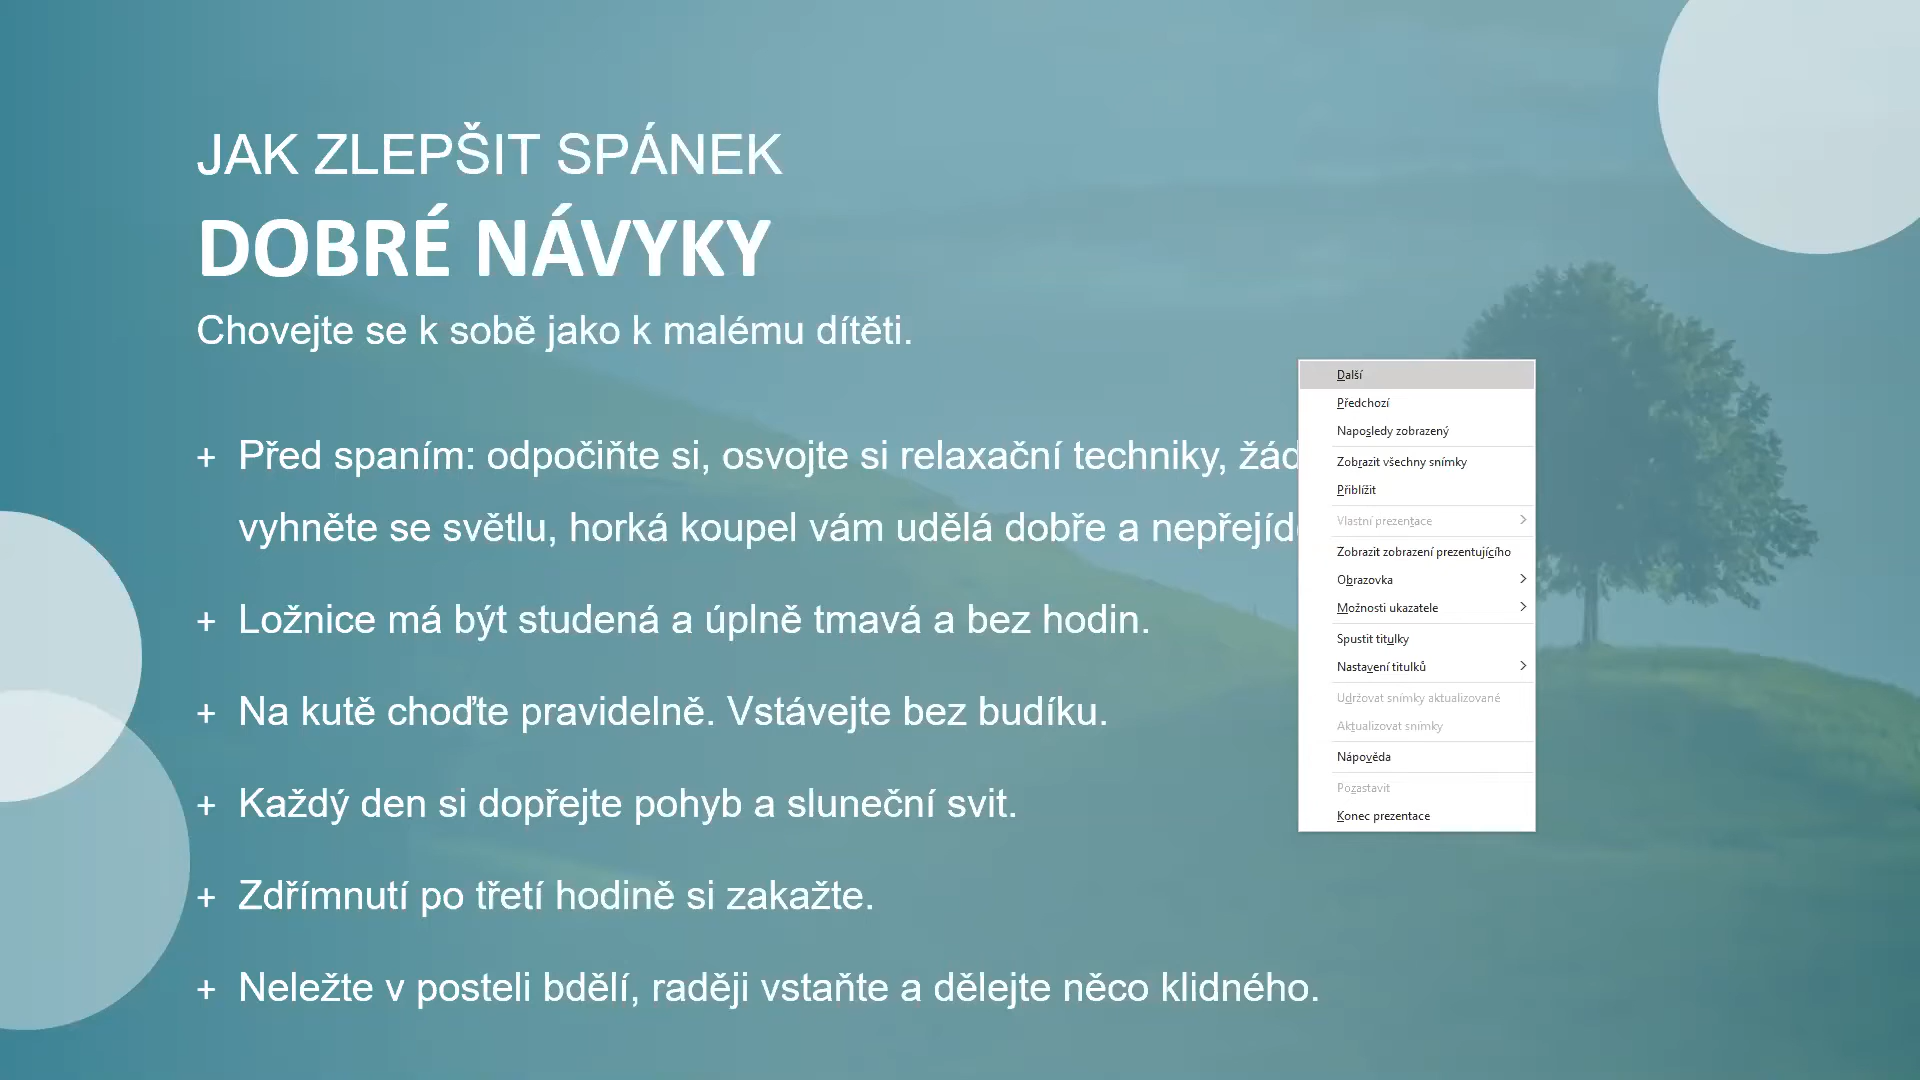 JAK ZLEPŠIT SPÁNEK
DOBRÉ NÁVYKY
Chovejte se k sobě jako k malému dítěti.
+ Před spaním: odpočiňte si, osvojte si relaxační techniky,
vyhněte se světlu, horká koupel vám udělá dobře a
+ Ložnice má být studená a úplně tmavá a bez hodin.
+ Na kutě choďte pravidelně. Vstávejte bez budíku.
+ Každý den si dopřejte pohyb a sluneční svit.
+ Zdřímnutí po třetí hodině si zakažte.
+ Neležte v posteli bdělí, raději vstaňte a dělejte něco klidného.
Další
Předchozí
Naposledy zobrazený
Zobrazit všechny snímky
Přiblížit
Vlastní prezentace
Zobrazit zobrazení prezentujícího
Obrazovka
Možnosti ukazatele
Spustit titulky
Nastavení titulků
Udržovat snímky aktualizované
Aktualizovat snímky
Nápověda
Pozastavit
Konec prezentace